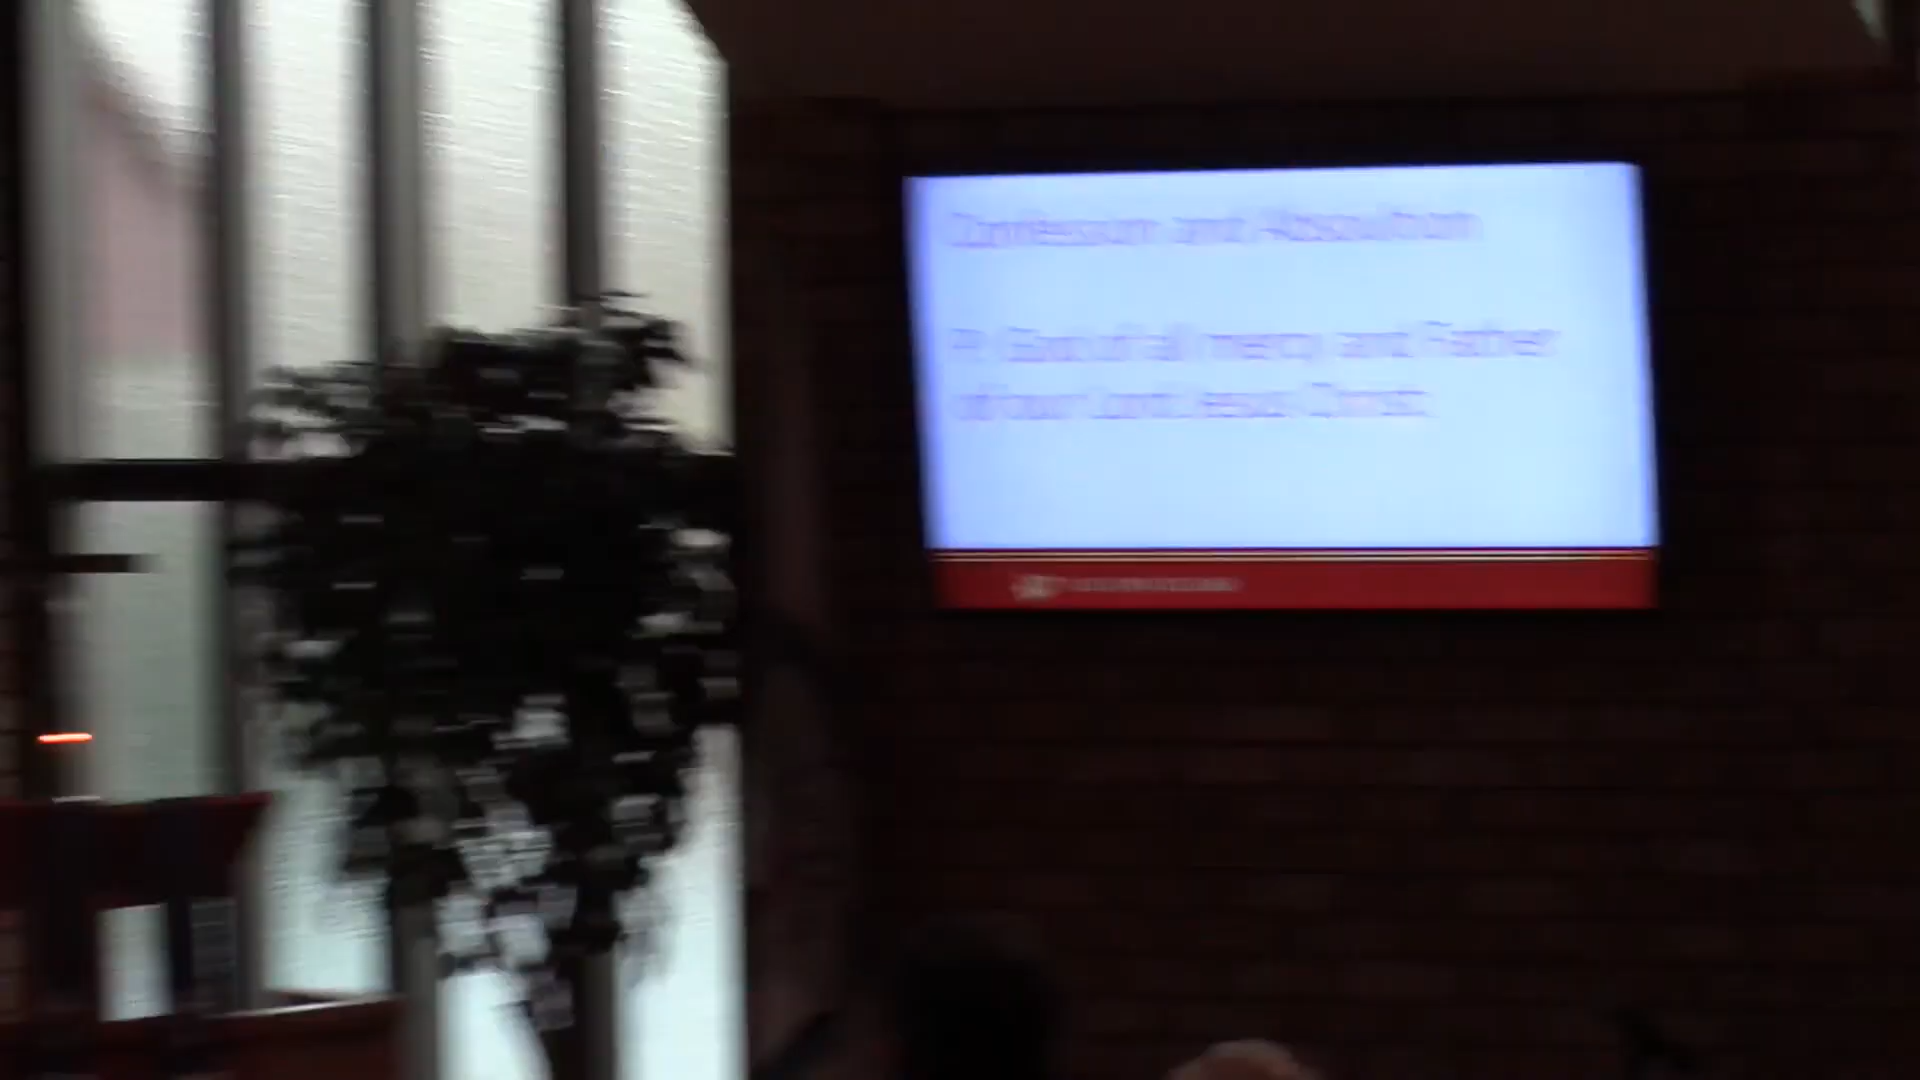 Confession and Absolution
P: God of all mercy and Father
of our Lord Jesus Christ,